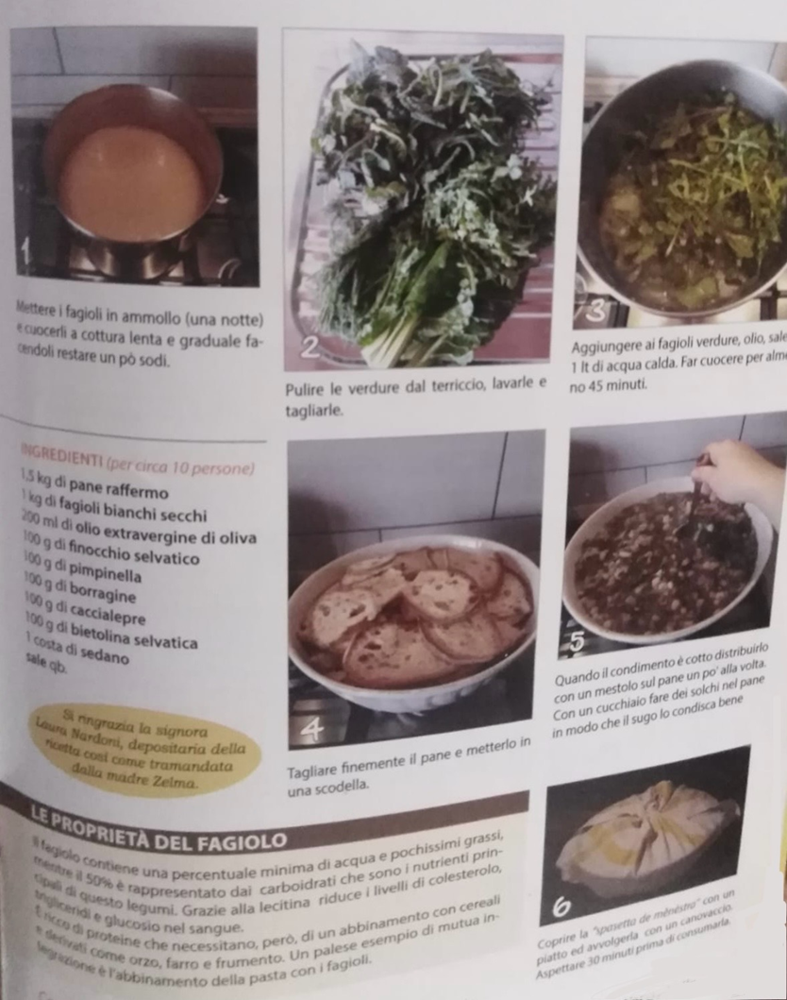 1
Mettere i fagioli in ammollo (una notte)
e cuocerli a cottura lenta e graduale fa-
cendoli restare un pò sodi.
2
Pulire le verdure dal terriccio, lavarle e
tagliarle.
3
Aggiungere ai fagioli verdure, olio, sale
1 lt di acqua calda. Far cuocere per alme
no 45 minuti.
INGREDIENTI (per circa 10 persone)
1,5 kg di pane raffermo
1 kg di fagioli bianchi secchi
200 ml di olio extravergine di oliva
100 g di finocchio selvatico
100 g di pimpinella
100 g di borragine
100 g di caccialepre
100 g di bietolina selvatica
1 costa di sedano
sale qb.
Si ringrazia la signora
Laura Nardoni, depositaria della
ricetta così come tramandata
dalla madre Zelma.
4
Tagliare finemente il pane e metterlo in
una scodella.
5
Quando il condimento è cotto distribuirlo
con un mestolo sul pane un po' alla volta.
Con un cucchiaio fare dei solchi nel pane
in modo che il sugo lo condisca bene
6
Coprire la "spasetta de mènèstra" con un
piatto ed avvolgerla con un canovaccio.
Aspettare 30 minuti prima di consumarla.
LE PROPRIETÀ DEL FAGIOLO
Il fagiolo contiene una percentuale minima di acqua e pochissimi grassi,
mentre il 50% è rappresentato dai carboidrati che sono i nutrienti prin-
cipali di questo legumi. Grazie alla lecitina riduce i livelli di colesterolo,
trigliceridi e glucosio nel sangue.
È ricco di proteine che necessitano, però, di un abbinamento con cereali
e derivati come orzo, farro e frumento. Un palese esempio di mutua in-
tegrazione è l'abbinamento della pasta con i fagioli.